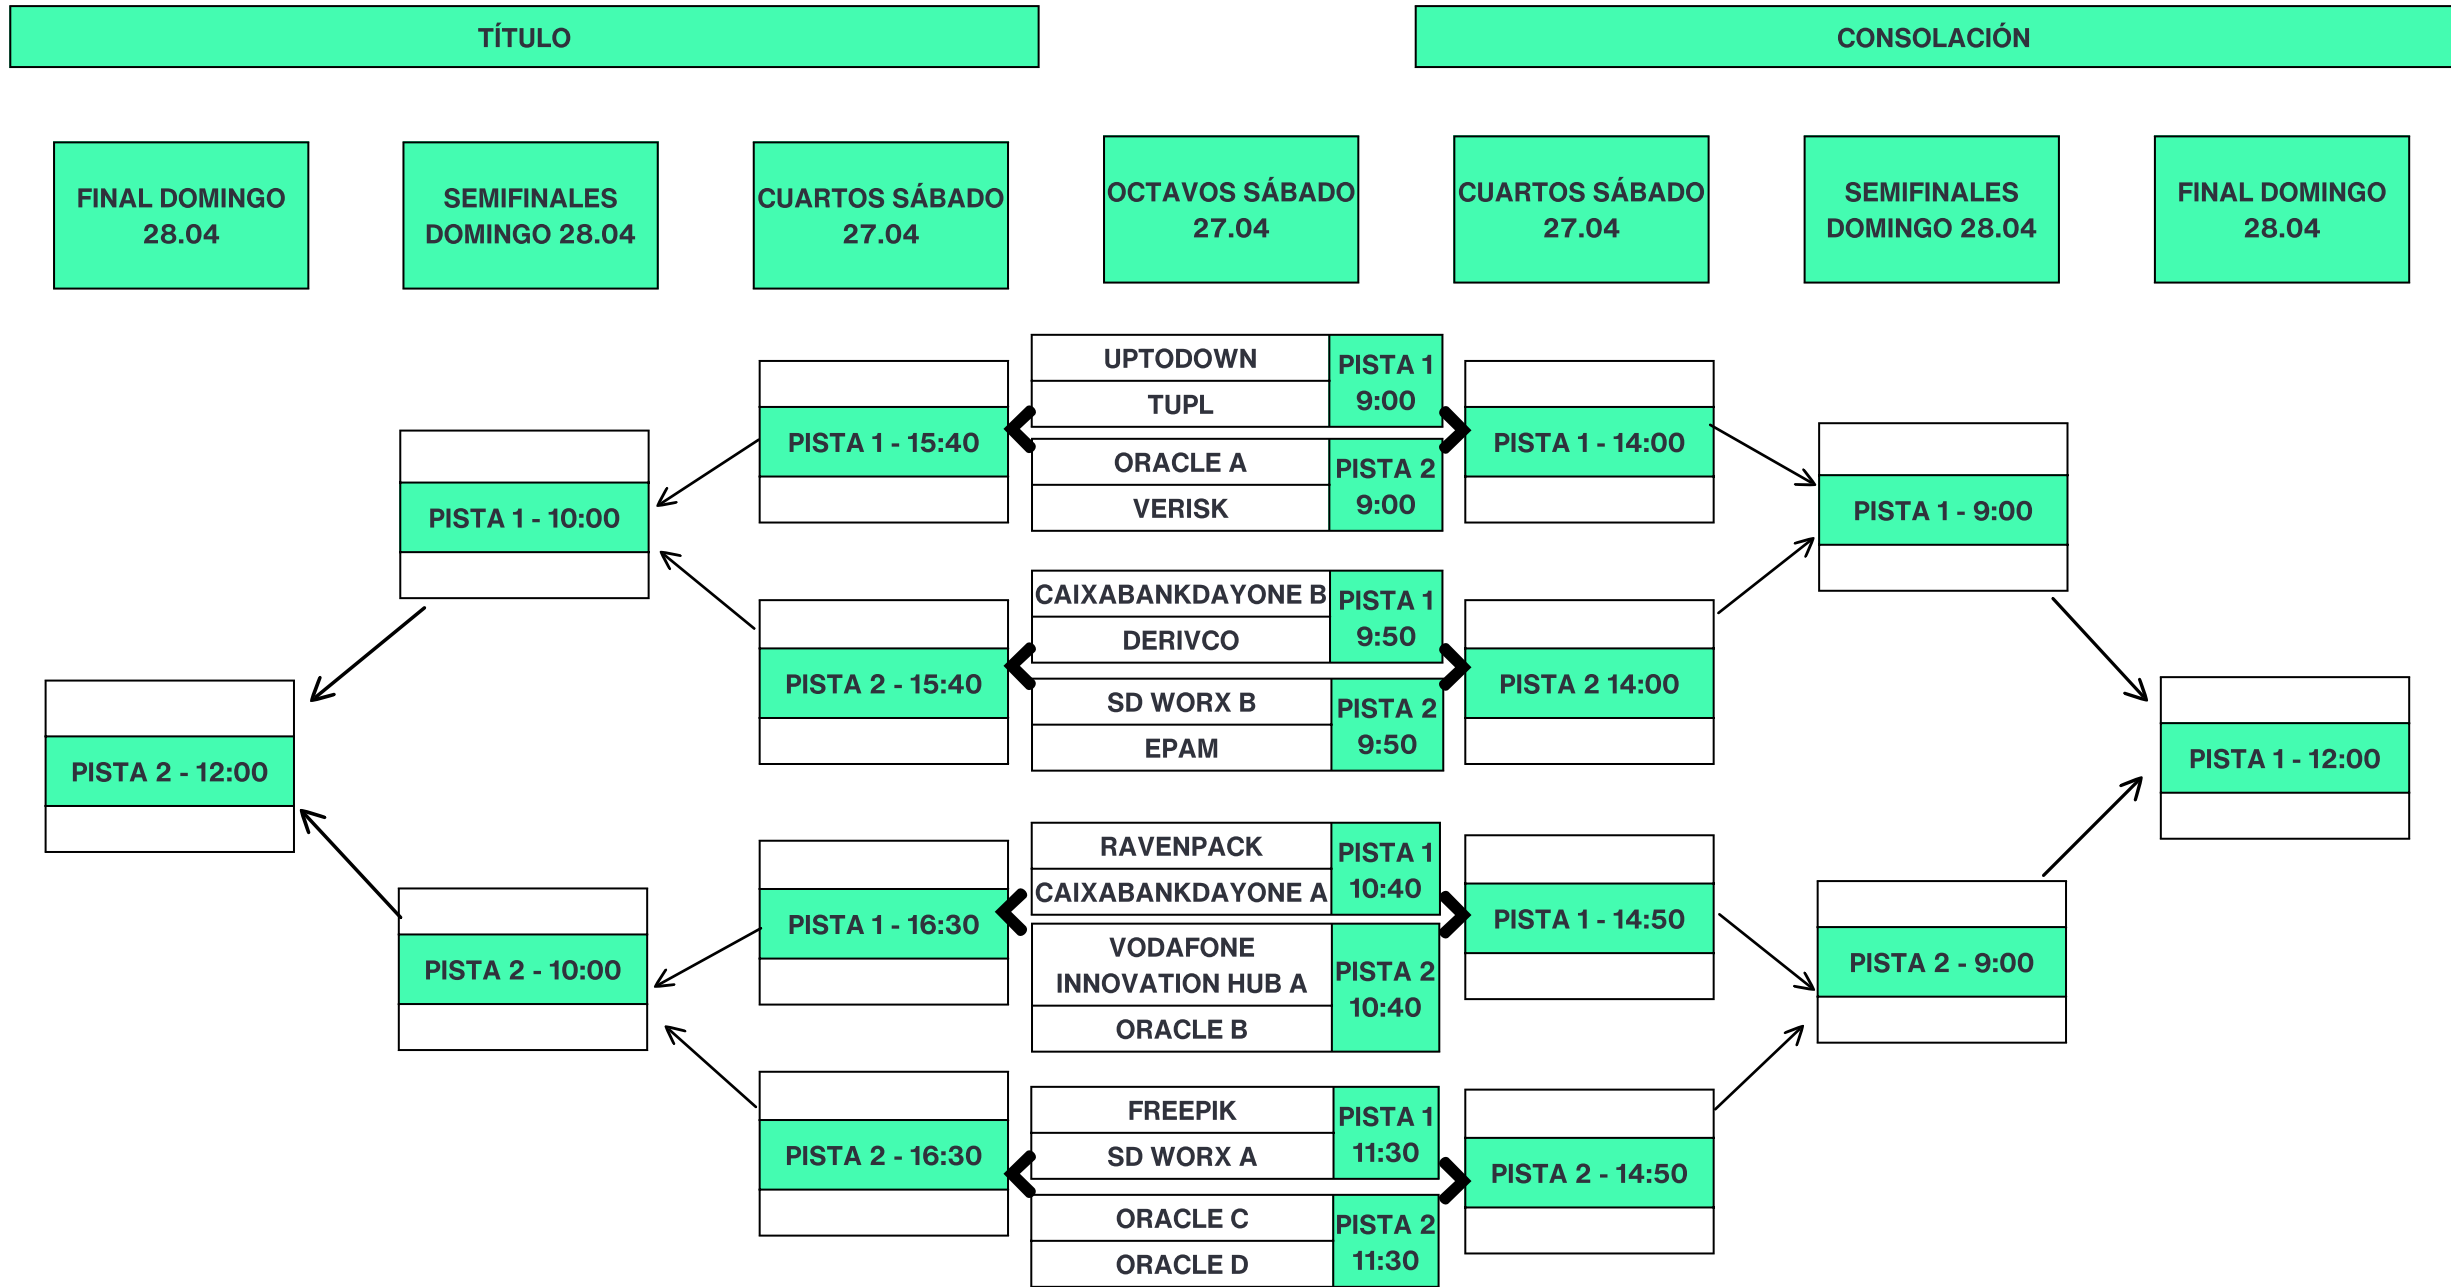 TÍTULO
CONSOLACIÓN
FINAL DOMINGO
28.04
SEMIFINALES
DOMINGO 28.04
CUARTOS SÁBADO
27.04
OCTAVOS SÁBADO
27.04
CUARTOS SÁBADO
27.04
SEMIFINALES
DOMINGO 28.04
FINAL DOMINGO
28.04
PISTA 2 - 12:00
PISTA 1 - 10:00
PISTA 2 - 10:00
PISTA 1 - 15:40
PISTA 2 - 15:40
PISTA 1 - 16:30
PISTA 2 - 16:30
UPTODOWN
TUPL
PISTA 1
9:00
ORACLE A
VERISK
PISTA 2
9:00
CAIXABANKDAYONE B
DERIVCO
PISTA 1
9:50
SD WORX B
EPAM
PISTA 2
9:50
RAVENPACK
CAIXABANKDAYONE A
PISTA 1
10:40
VODAFONE
INNOVATION HUB A
ORACLE B
PISTA 2
10:40
FREEPIK
SD WORX A
PISTA 1
11:30
ORACLE C
ORACLE D
PISTA 2
11:30
PISTA 1 - 14:00
PISTA 2 14:00
PISTA 1 - 14:50
PISTA 2 - 14:50
PISTA 1 - 9:00
PISTA 2 - 9:00
PISTA 1 - 12:00